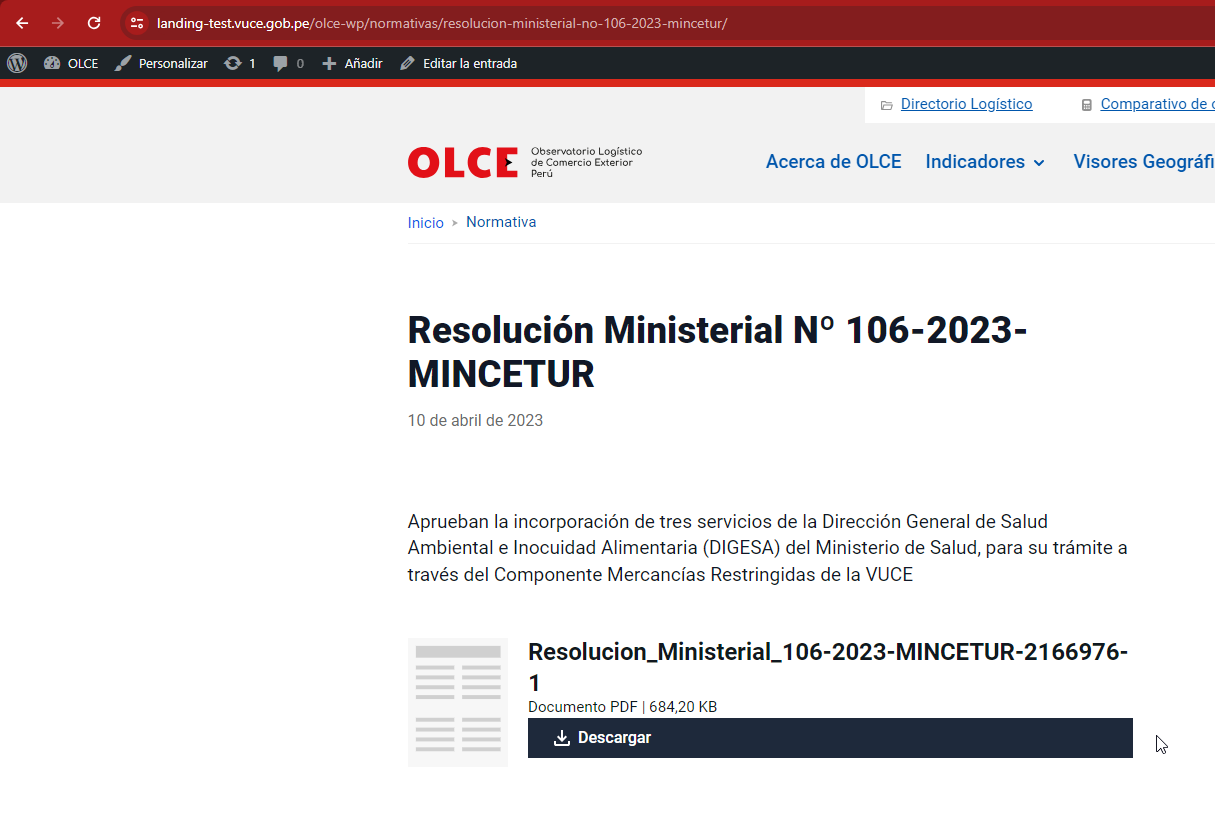 landing-test.vuce.gob.pe/olce-wp/normativas/resolucion-ministerial-no-106-2023-mincetur/
OLCE Personalizar 1 0 Añadir Editar la entrada
Directorio Logístico Comparativo de
OLCE
Observatorio Logístico
de Comercio Exterior
Perú
Acerca de OLCE Indicadores Visores Geográfi
Inicio Normativa
Resolución Ministerial Nº 106-2023-
MINCETUR
10 de abril de 2023
Aprueban la incorporación de tres servicios de la Dirección General de Salud
Ambiental e Inocuidad Alimentaria (DIGESA) del Ministerio de Salud, para su trámite a
través del Componente Mercancías Restringidas de la VUCE
Resolucion_Ministerial_106-2023-MINCETUR-2166976-
1
Documento PDF | 684,20 KB
Descargar